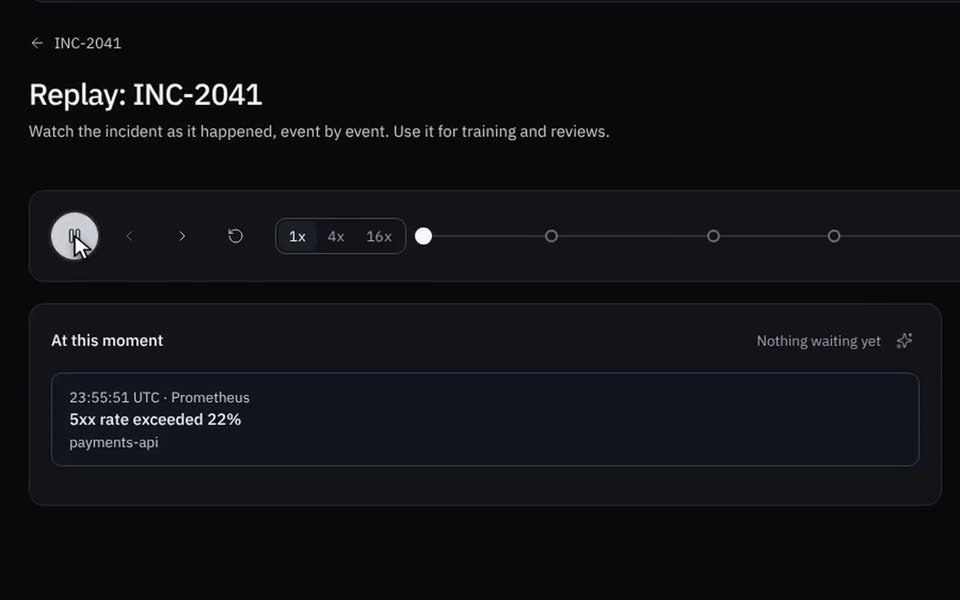 INC-2041
Replay: INC-2041
Watch the incident as it happened, event by event. Use it for training and reviews.
1x 4x 16x
At this moment
Nothing waiting yet
23:55:51 UTC · Prometheus
5xx rate exceeded 22%
payments-api